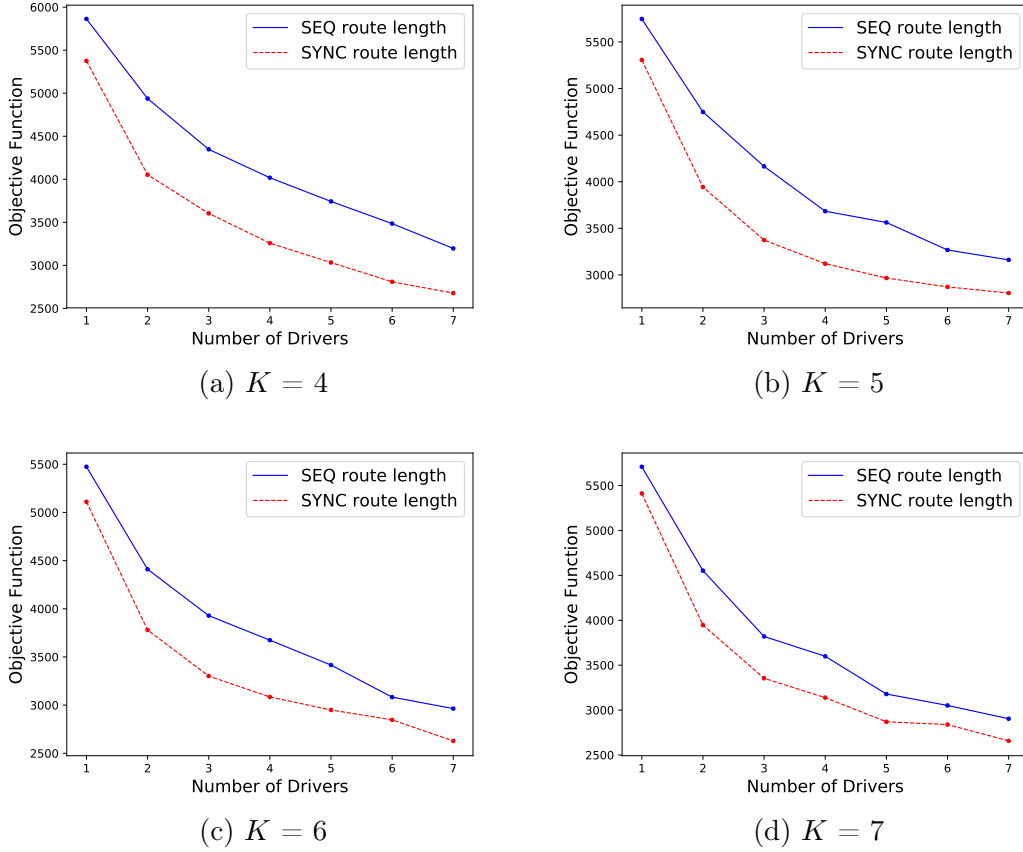 SEQ route length
SYNC route length
6000
5500
5000
4500
4000
3500
3000
2500
Objective Function
1 2 3 4 5 6 7
Number of Drivers
(a) K = 4
SEQ route length
SYNC route length
5500
5000
4500
4000
3500
3000
Objective Function
1 2 3 4 5 6 7
Number of Drivers
(b) K = 5
SEQ route length
SYNC route length
5500
5000
4500
4000
3500
3000
2500
Objective Function
1 2 3 4 5 6 7
Number of Drivers
(c) K = 6
SEQ route length
SYNC route length
5500
5000
4500
4000
3500
3000
2500
Objective Function
1 2 3 4 5 6 7
Number of Drivers
(d) K = 7